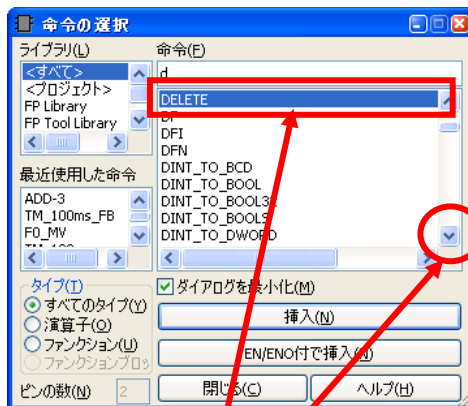 命令の選択
ライブラリ(L)
<すべて>
<プロジェクト>
FP Library
FP Tool Library
最近使用した命令
ADD-3
TM_100ms_FB
F0_MV
命令(F)
d
DELETE
DF
DFI
DFN
DINT_TO_BCD
DINT_TO_BOOL
DINT_TO_BOOL32
DINT_TO_BOOLS
DINT_TO_DWORD
タイプ(I)
すべてのタイプ(Y)
演算子(O)
ファンクション(U)
ファンクションブロッ
ピンの数(N) 2
ダイアログを最小化(M)
挿入(N)
EN/ENO付で挿入(N)
閉じる(C)
ヘルプ(H)